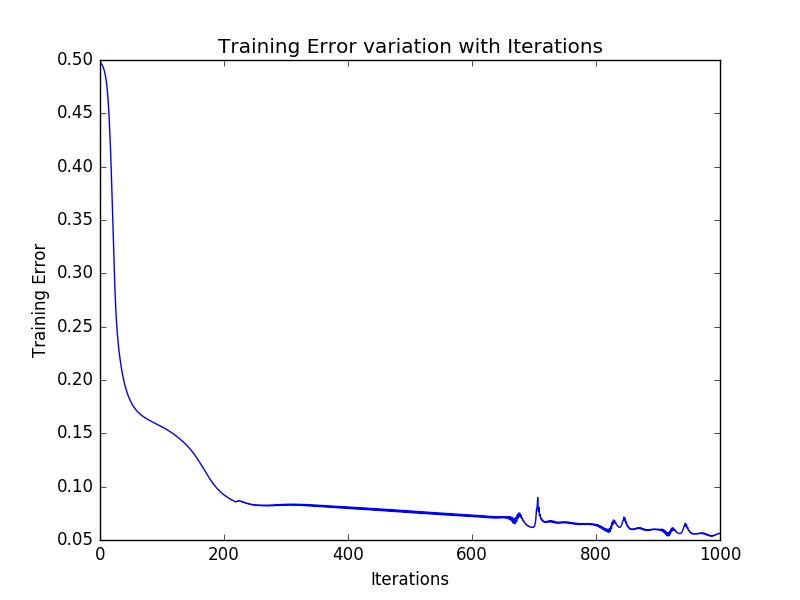 Training Error variation with Iterations
0.50
0.45
0.40
0.35
0.30
0.25
0.20
0.15
0.10
0.05
Training Error
0 200 400 600 800 1000
Iterations